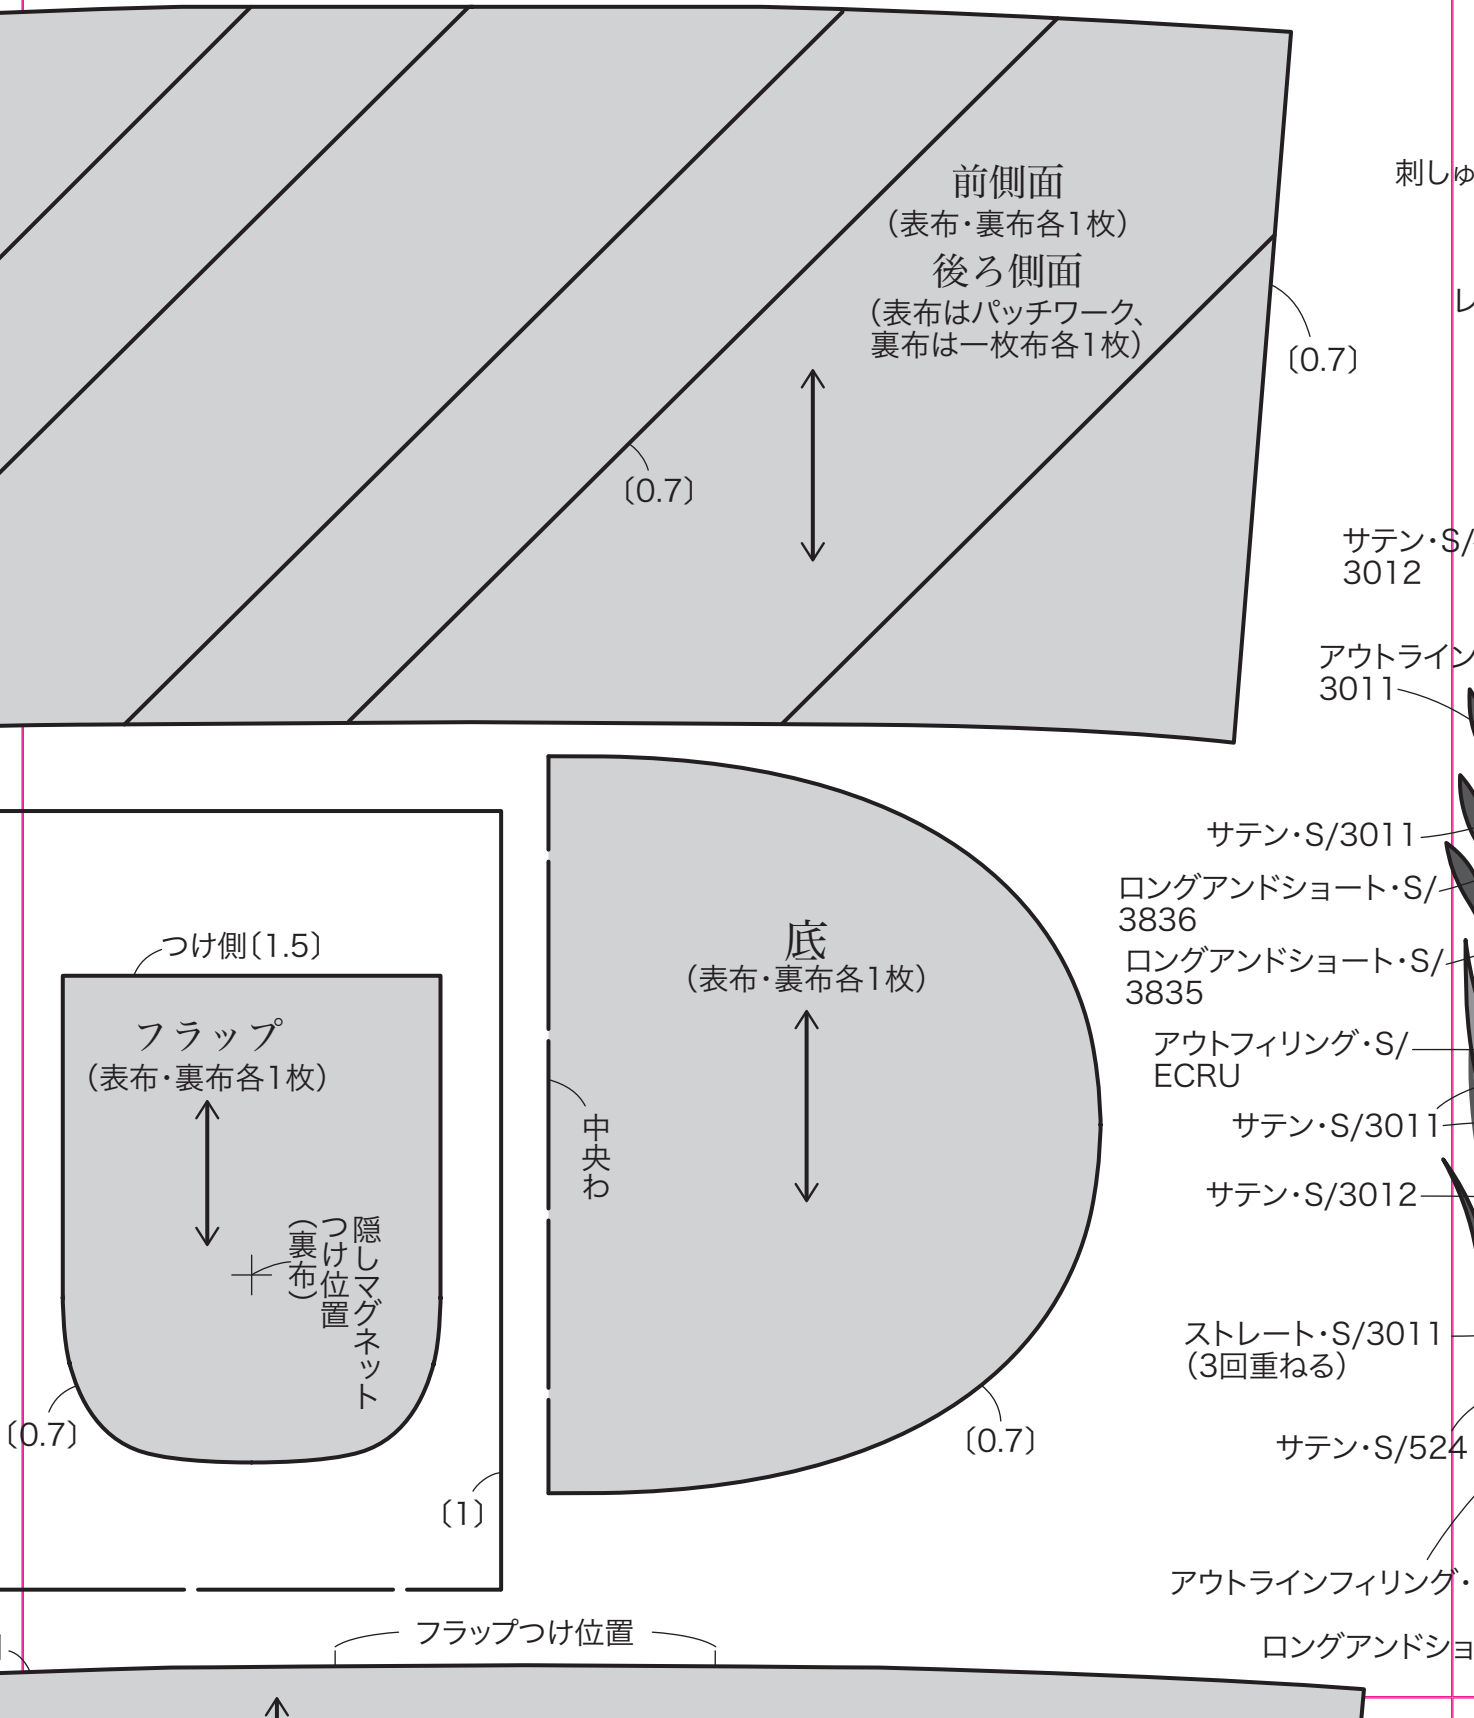 前側面
（表布・裏布各1枚）
後ろ側面
（表布はパッチワーク、
裏布は一枚布各1枚）
〔0.7〕
〔0.7〕
刺しゅ
レ
サテン・S/
3012
アウトライン
3011
サテン・S/3011
ロングアンドショート・S/
3836
ロングアンドショート・S/
3835
アウトフィリング・S/
ECRU
サテン・S/3011
サテン・S/3012
ストレート・S/3011
（3回重ねる）
サテン・S/524
アウトラインフィリング・
ロングアンドショ
底
（表布・裏布各1枚）
中央わ
〔0.7〕
つけ側〔1.5〕
フラップ
（表布・裏布各1枚）
隠しマグネット
つけ位置
（裏布）
〔0.7〕
〔1〕
フラップつけ位置